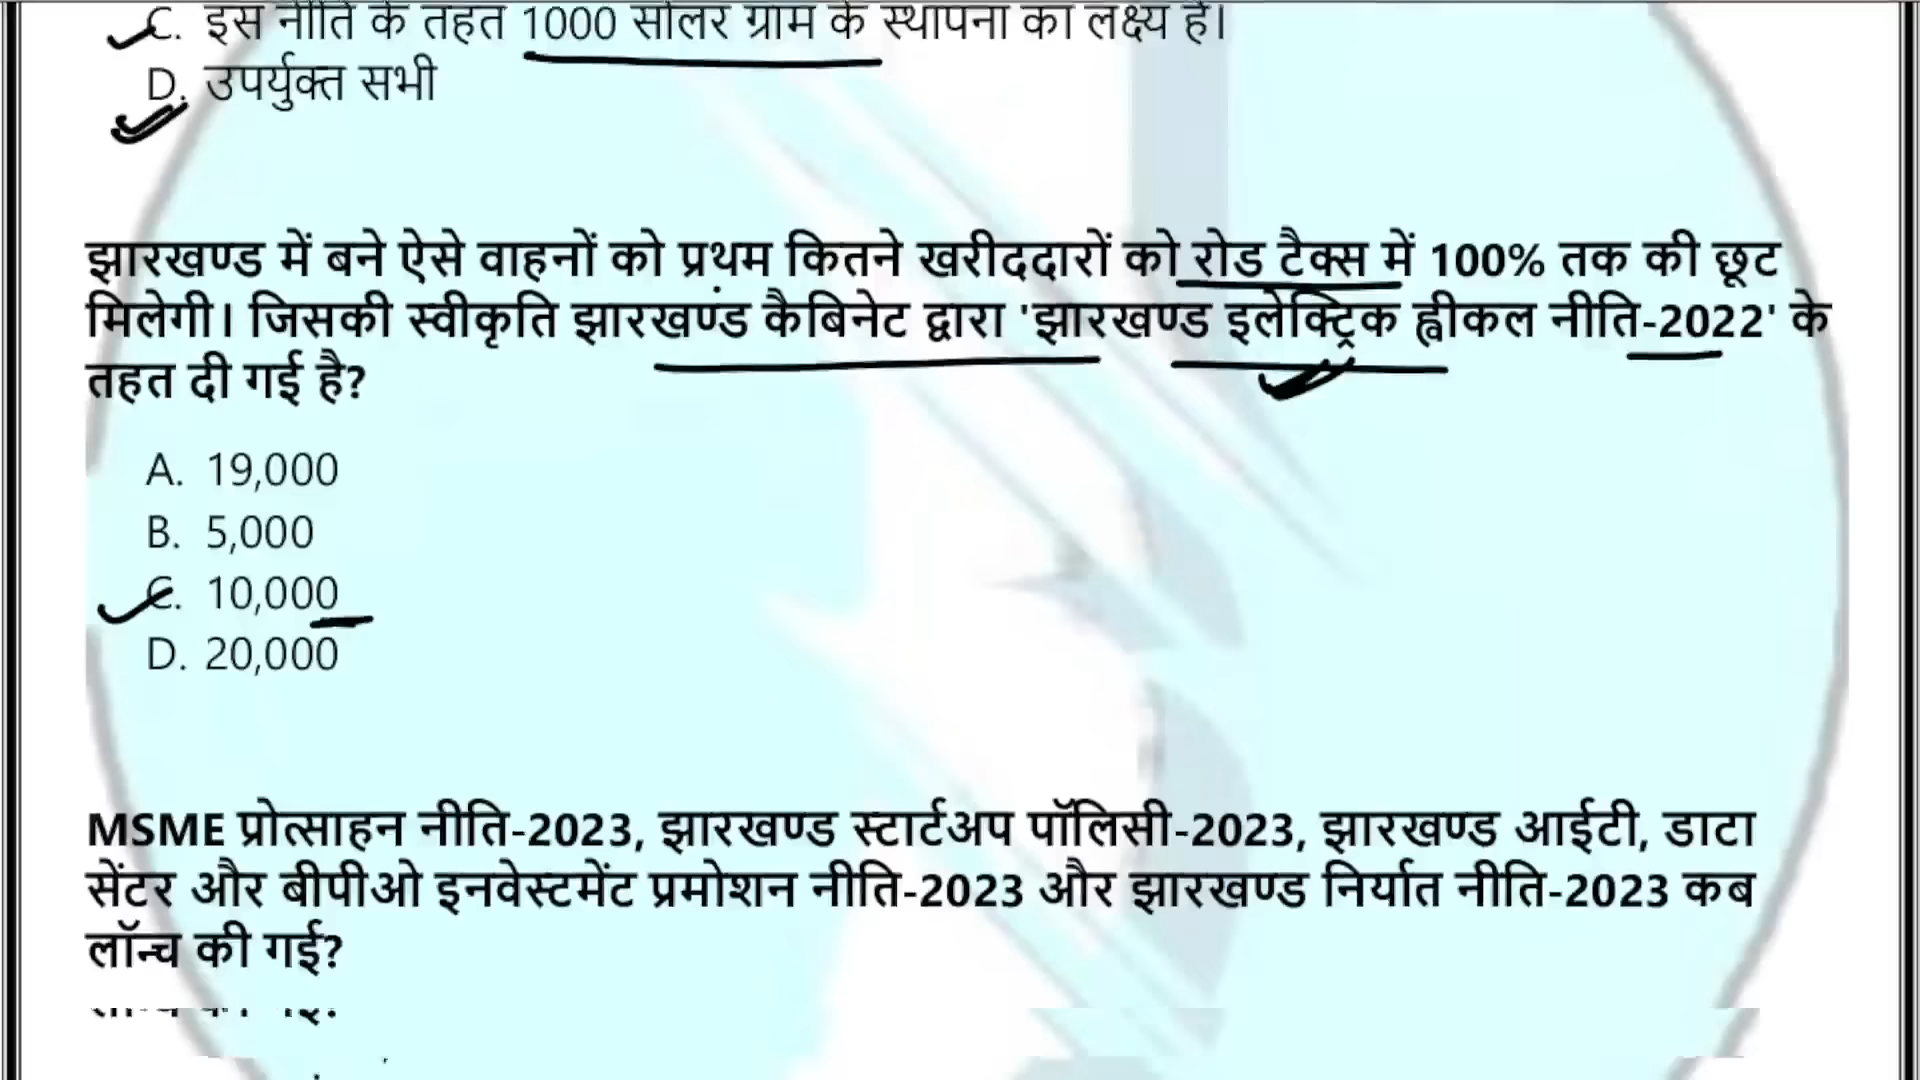 C. इस नीति के तहत 1000 सोलर ग्राम के स्थापना का लक्ष्य है।
D. उपर्युक्त सभी
झारखण्ड में बने ऐसे वाहनों को प्रथम कितने खरीददारों को रोड टैक्स में 100% तक की छूट
मिलेगी। जिसकी स्वीकृति झारखण्ड कैबिनेट द्वारा 'झारखण्ड इलेक्ट्रिक ह्वीकल नीति-2022' के
तहत दी गई है?
A. 19,000
B. 5,000
C. 10,000
D. 20,000
MSME प्रोत्साहन नीति-2023, झारखण्ड स्टार्टअप पॉलिसी-2023, झारखण्ड आईटी, डाटा
सेंटर और बीपीओ इनवेस्टमेंट प्रमोशन नीति-2023 और झारखण्ड निर्यात नीति-2023 कब
लॉन्च की गई?